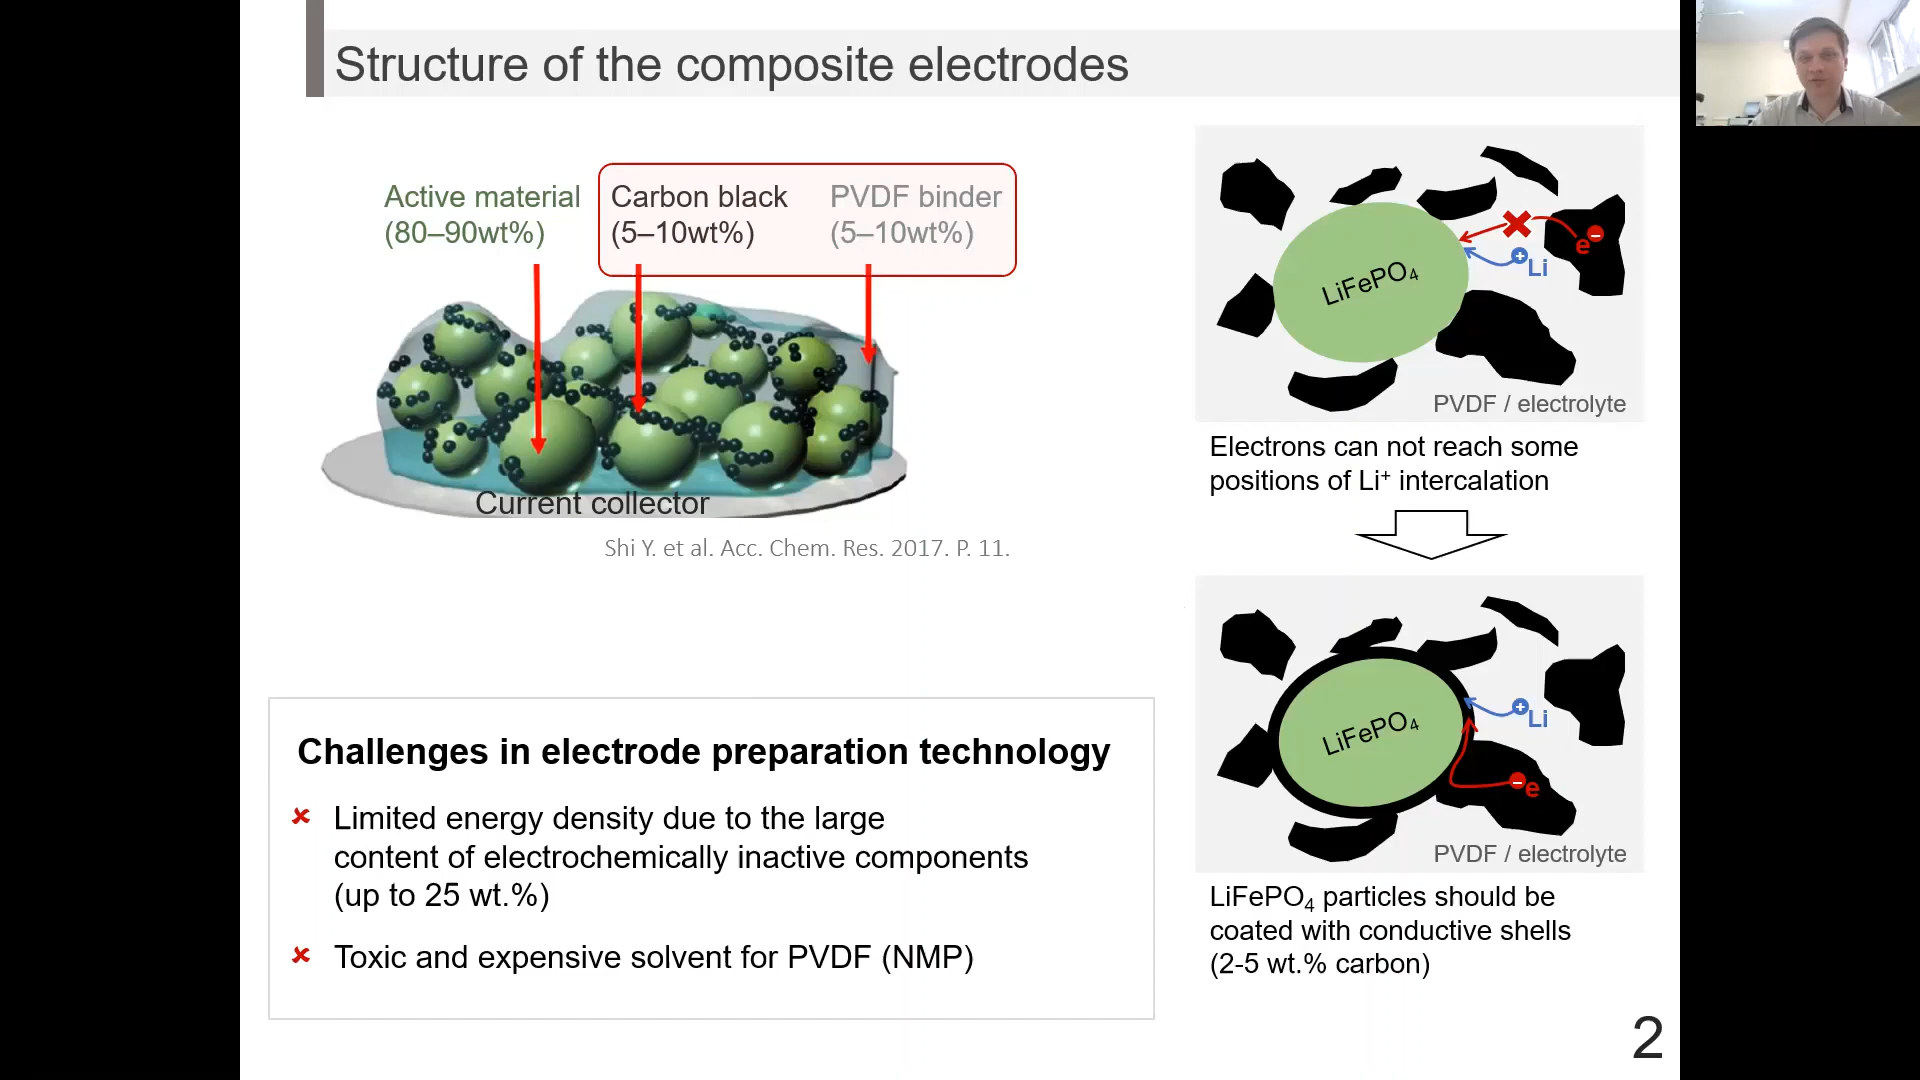 Structure of the composite electrodes
Active material
(80–90wt%)
Carbon black
(5–10wt%)
PVDF binder
(5–10wt%)
Current collector
Shi Y. et al. Acc. Chem. Res. 2017. P. 11.
Challenges in electrode preparation technology
Limited energy density due to the large
content of electrochemically inactive components
(up to 25 wt.%)
Toxic and expensive solvent for PVDF (NMP)
LiFePO₄
e
Li
PVDF / electrolyte
Electrons can not reach some
positions of Li⁺ intercalation
LiFePO₄
Li
e
PVDF / electrolyte
LiFePO₄ particles should be
coated with conductive shells
(2-5 wt.% carbon)
2